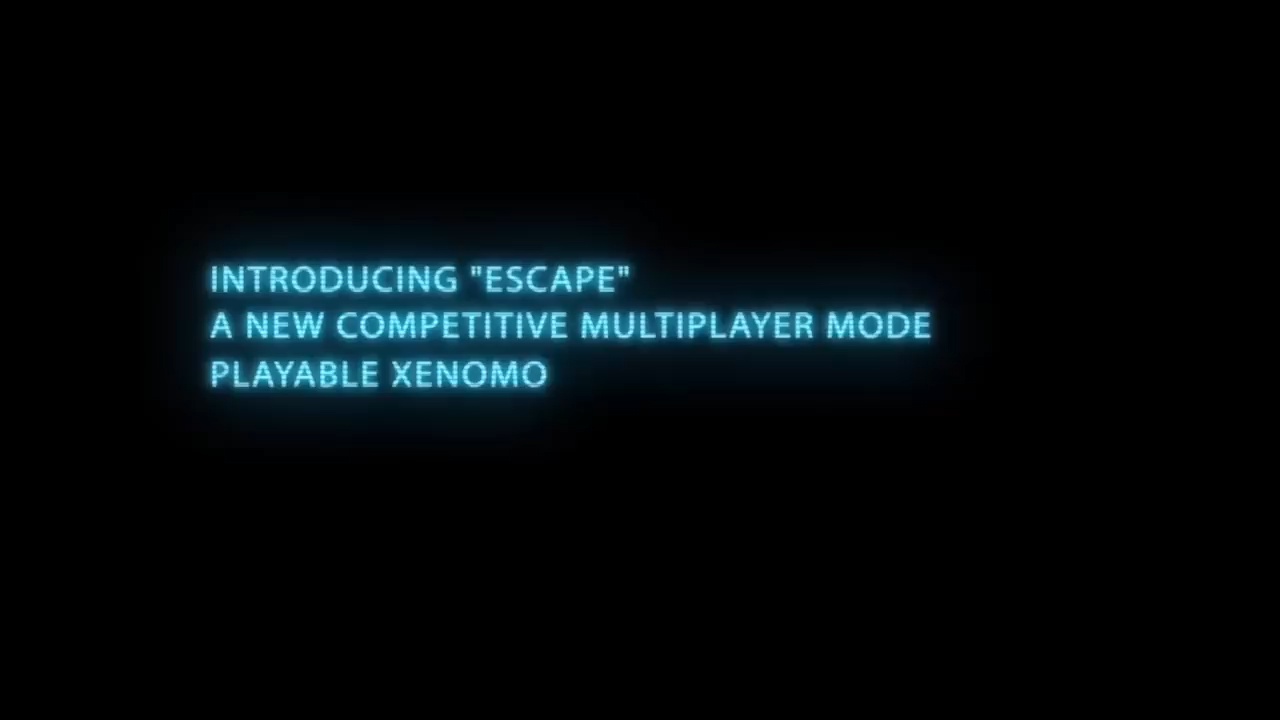 INTRODUCING "ESCAPE"
A NEW COMPETITIVE MULTIPLAYER MODE
PLAYABLE XENOMO